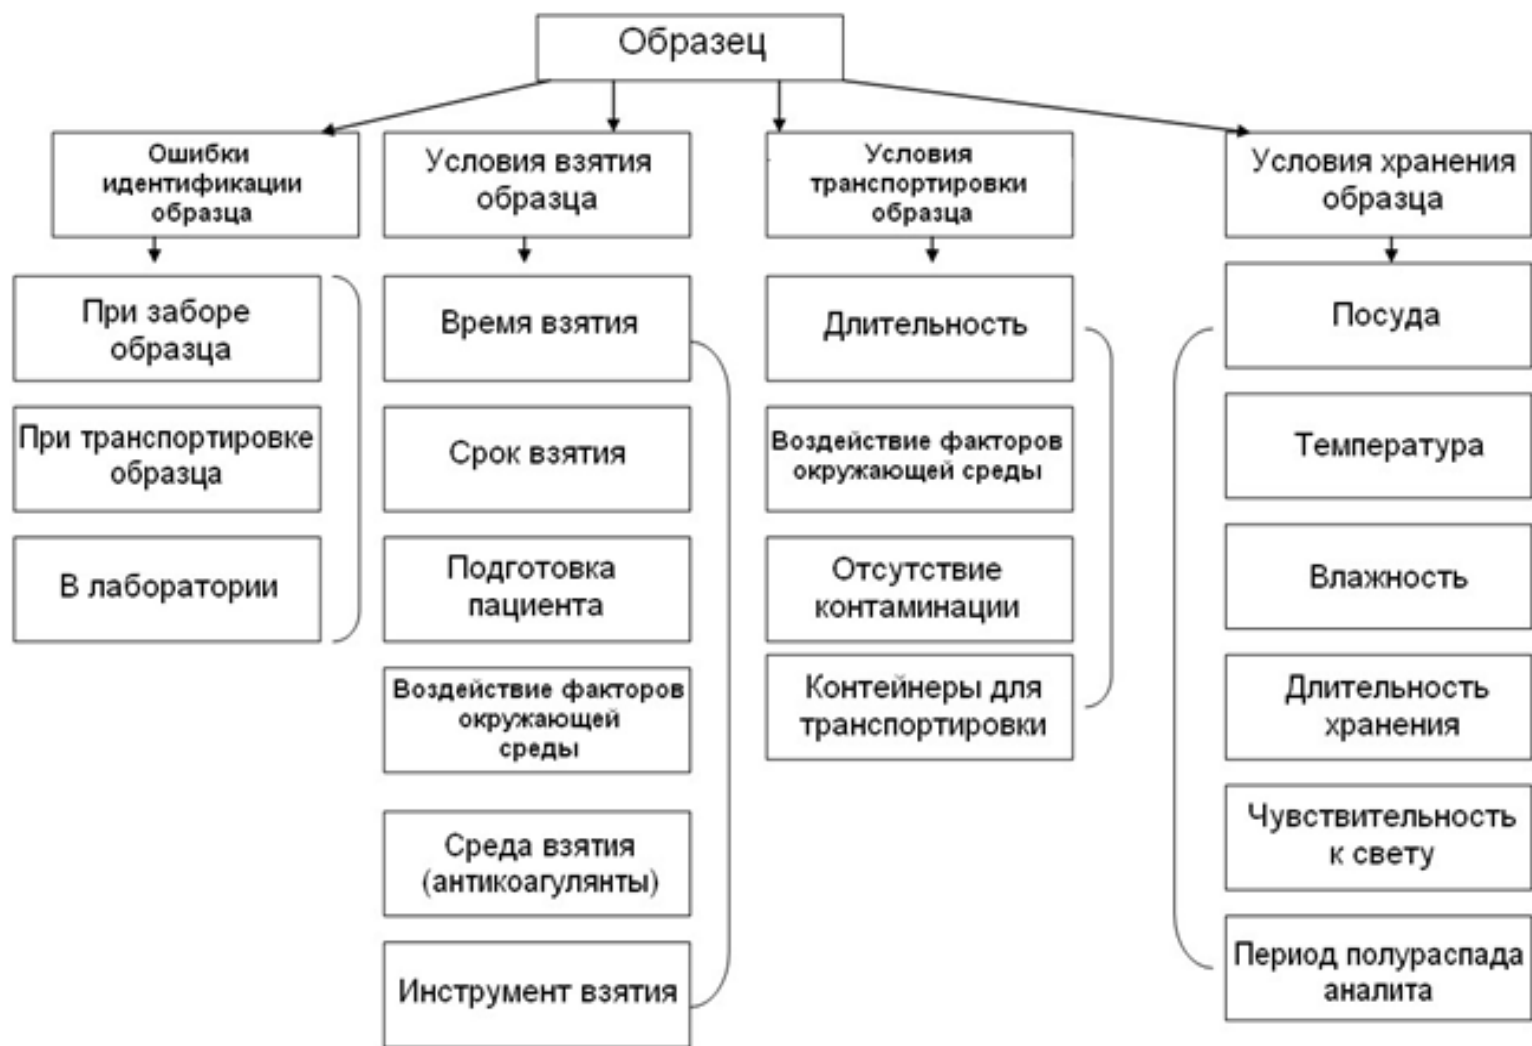 Образец
Ошибки
идентификации
образца
Условия взятия
образца
Условия
транспортировки
образца
Условия хранения
образца
При заборе
образца
При транспортировке
образца
В лаборатории
Время взятия
Срок взятия
Подготовка
пациента
Воздействие факторов
окружающей
среды
Среда взятия
(антикоагулянты)
Инструмент взятия
Длительность
Воздействие факторов
окружающей среды
Отсутствие
контаминации
Контейнеры для
транспортировки
Посуда
Температура
Влажность
Длительность
хранения
Чувствительность
к свету
Период полураспада
аналита